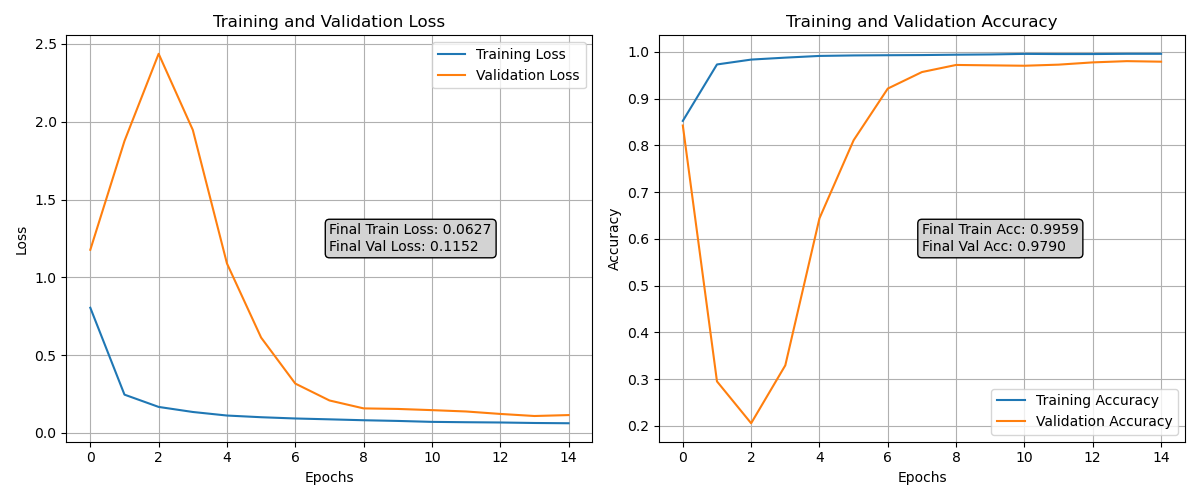 Training and Validation Loss
2.5
2.0
1.5
1.0
0.5
0.0
Loss
Training Loss
Validation Loss
Final Train Loss: 0.0627
Final Val Loss: 0.1152
0 2 4 6 8 10 12 14
Epochs
Training and Validation Accuracy
1.0
0.9
0.8
0.7
0.6
0.5
0.4
0.3
0.2
Accuracy
Final Train Acc: 0.9959
Final Val Acc: 0.9790
Training Accuracy
Validation Accuracy
0 2 4 6 8 10 12 14
Epochs